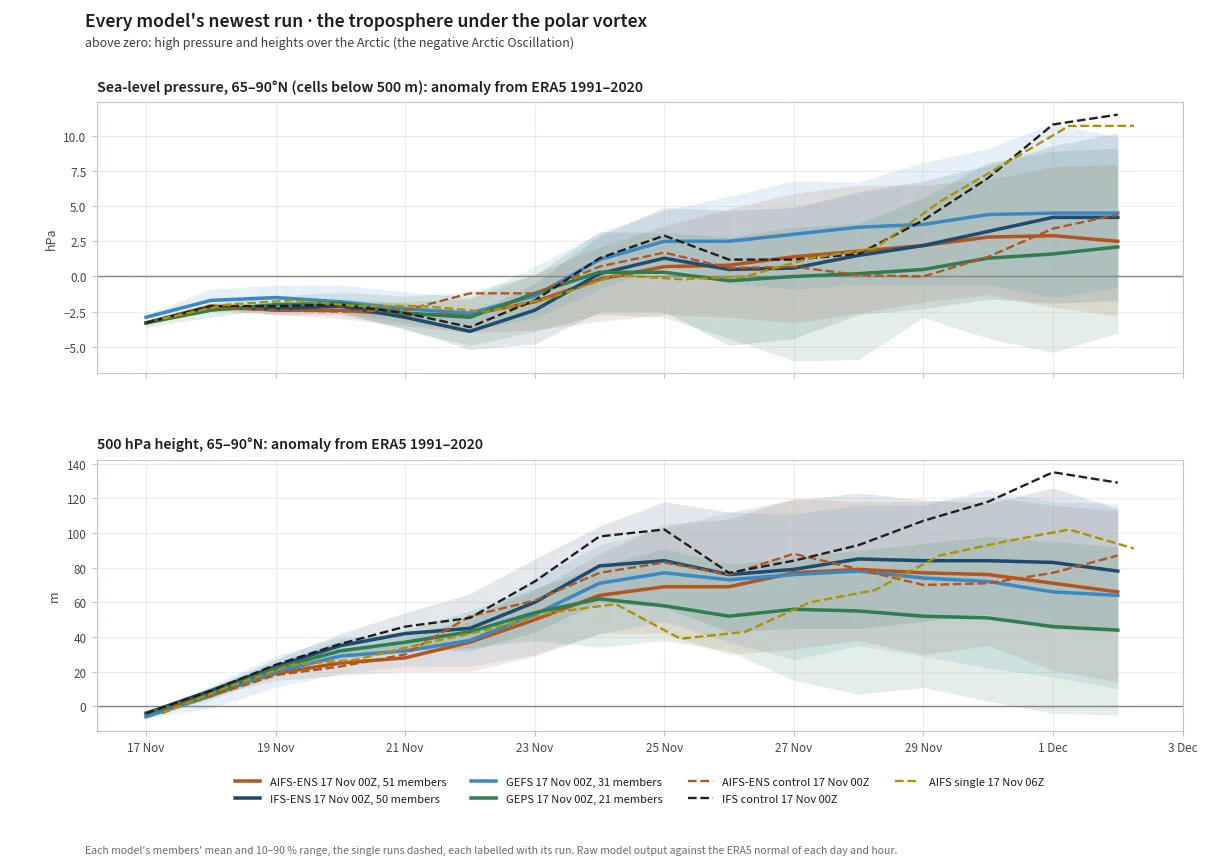 Every model's newest run · the troposphere under the polar vortex
above zero: high pressure and heights over the Arctic (the negative Arctic Oscillation)
Sea-level pressure, 65–90°N (cells below 500 m): anomaly from ERA5 1991–2020
10.0
7.5
5.0
2.5
0.0
−2.5
−5.0
hPa
500 hPa height, 65–90°N: anomaly from ERA5 1991–2020
140
120
100
80
60
40
20
0
m
17 Nov 19 Nov 21 Nov 23 Nov 25 Nov 27 Nov 29 Nov 1 Dec 3 Dec
AIFS-ENS 17 Nov 00Z, 51 members GEFS 17 Nov 00Z, 31 members AIFS-ENS control 17 Nov 00Z AIFS single 17 Nov 06Z
IFS-ENS 17 Nov 00Z, 50 members GEPS 17 Nov 00Z, 21 members IFS control 17 Nov 00Z
Each model's members' mean and 10–90 % range, the single runs dashed, each labelled with its run. Raw model output against the ERA5 normal of each day and hour.